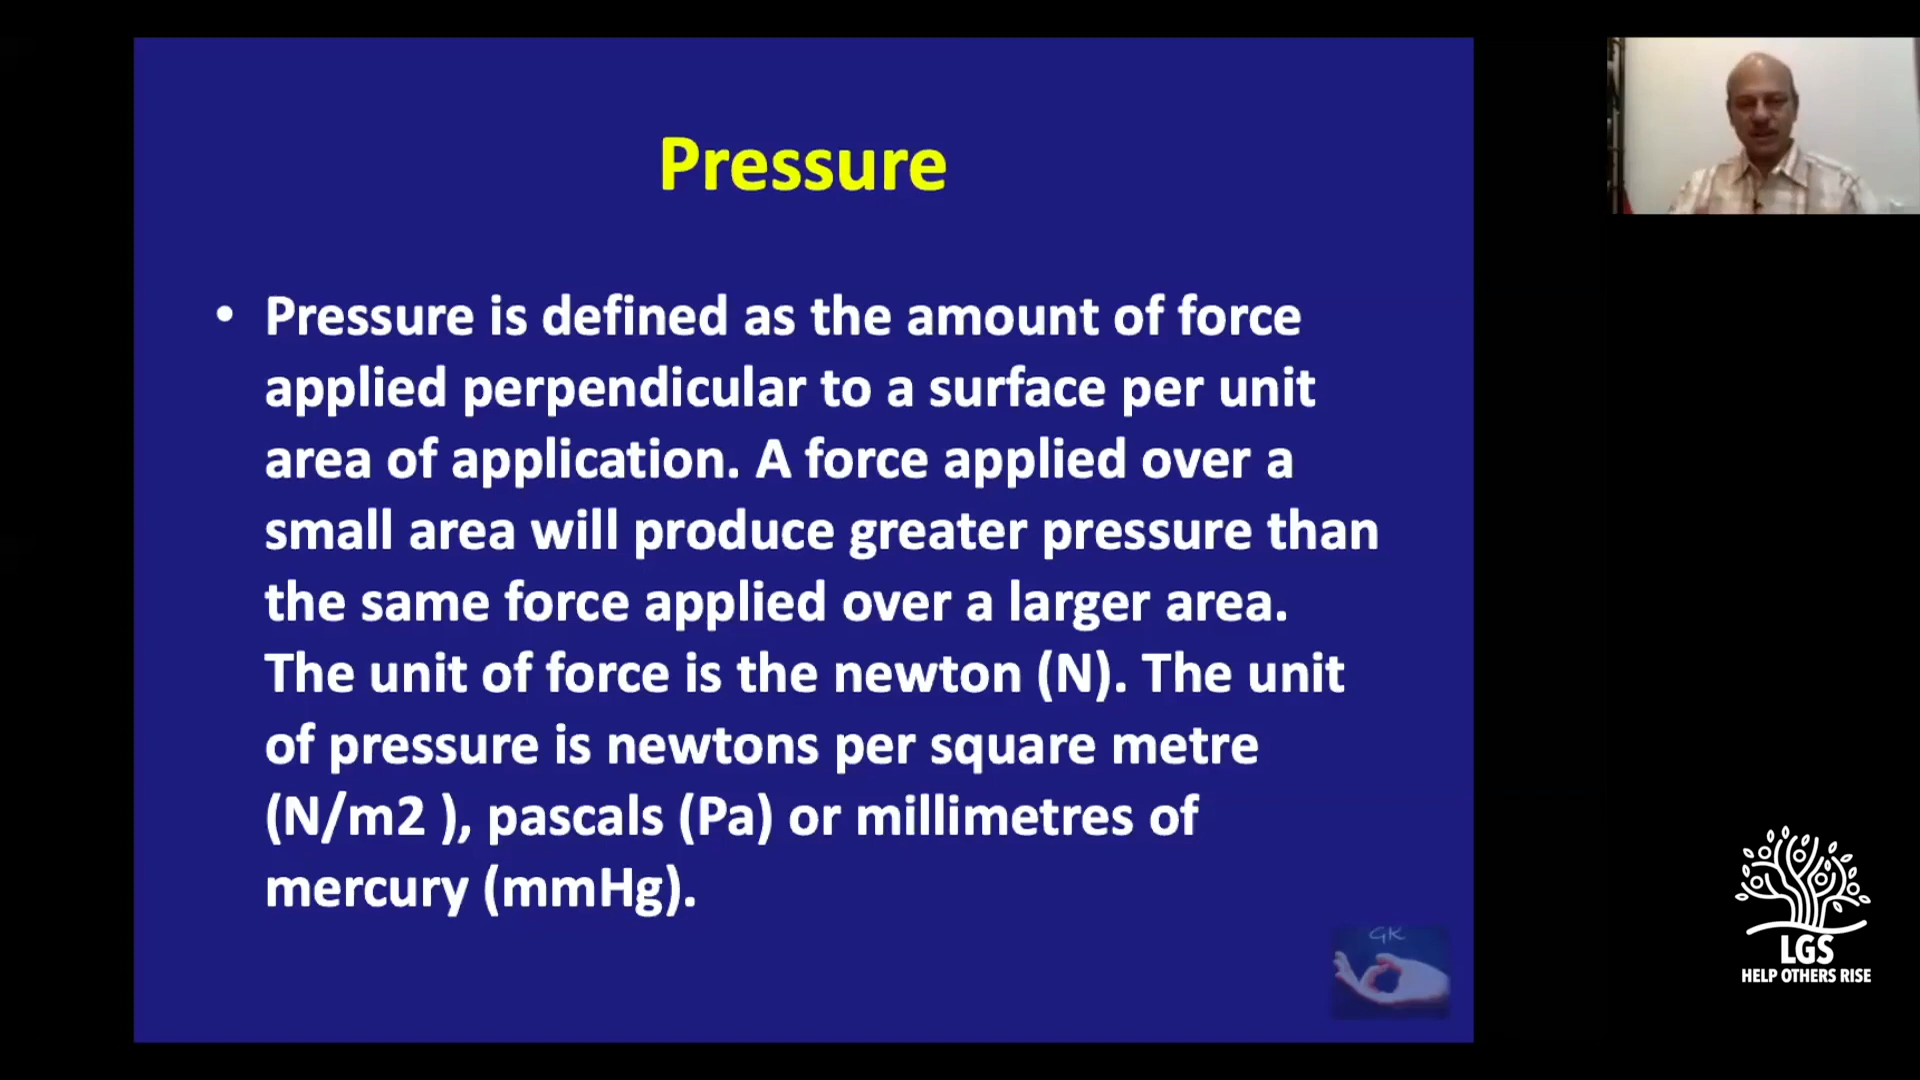 Pressure
• Pressure is defined as the amount of force
applied perpendicular to a surface per unit
area of application. A force applied over a
small area will produce greater pressure than
the same force applied over a larger area.
The unit of force is the newton (N). The unit
of pressure is newtons per square metre
(N/m2 ), pascals (Pa) or millimetres of
mercury (mmHg).
GK
LGS
HELP OTHERS RISE